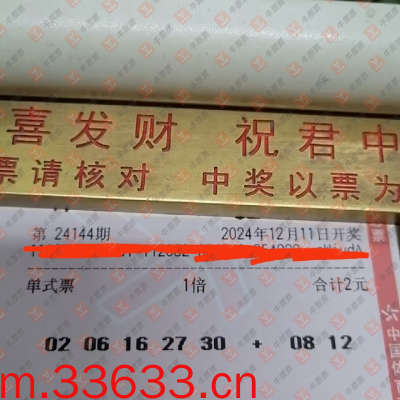 喜发财 祝君中
票请核对 中奖以票为
第 24144期 2024年12月11日开奖
单式票 1倍 合计2元
02 06 16 27 30 + 08 12
m.33633.cn